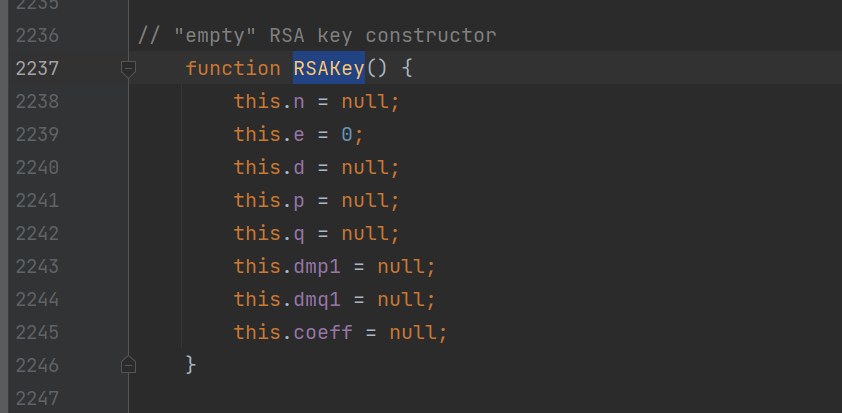 2235
2236 // "empty" RSA key constructor
2237 function RSAKey() {
2238 this.n = null;
2239 this.e = 0;
2240 this.d = null;
2241 this.p = null;
2242 this.q = null;
2243 this.dmp1 = null;
2244 this.dmq1 = null;
2245 this.coeff = null;
2246 }
2247